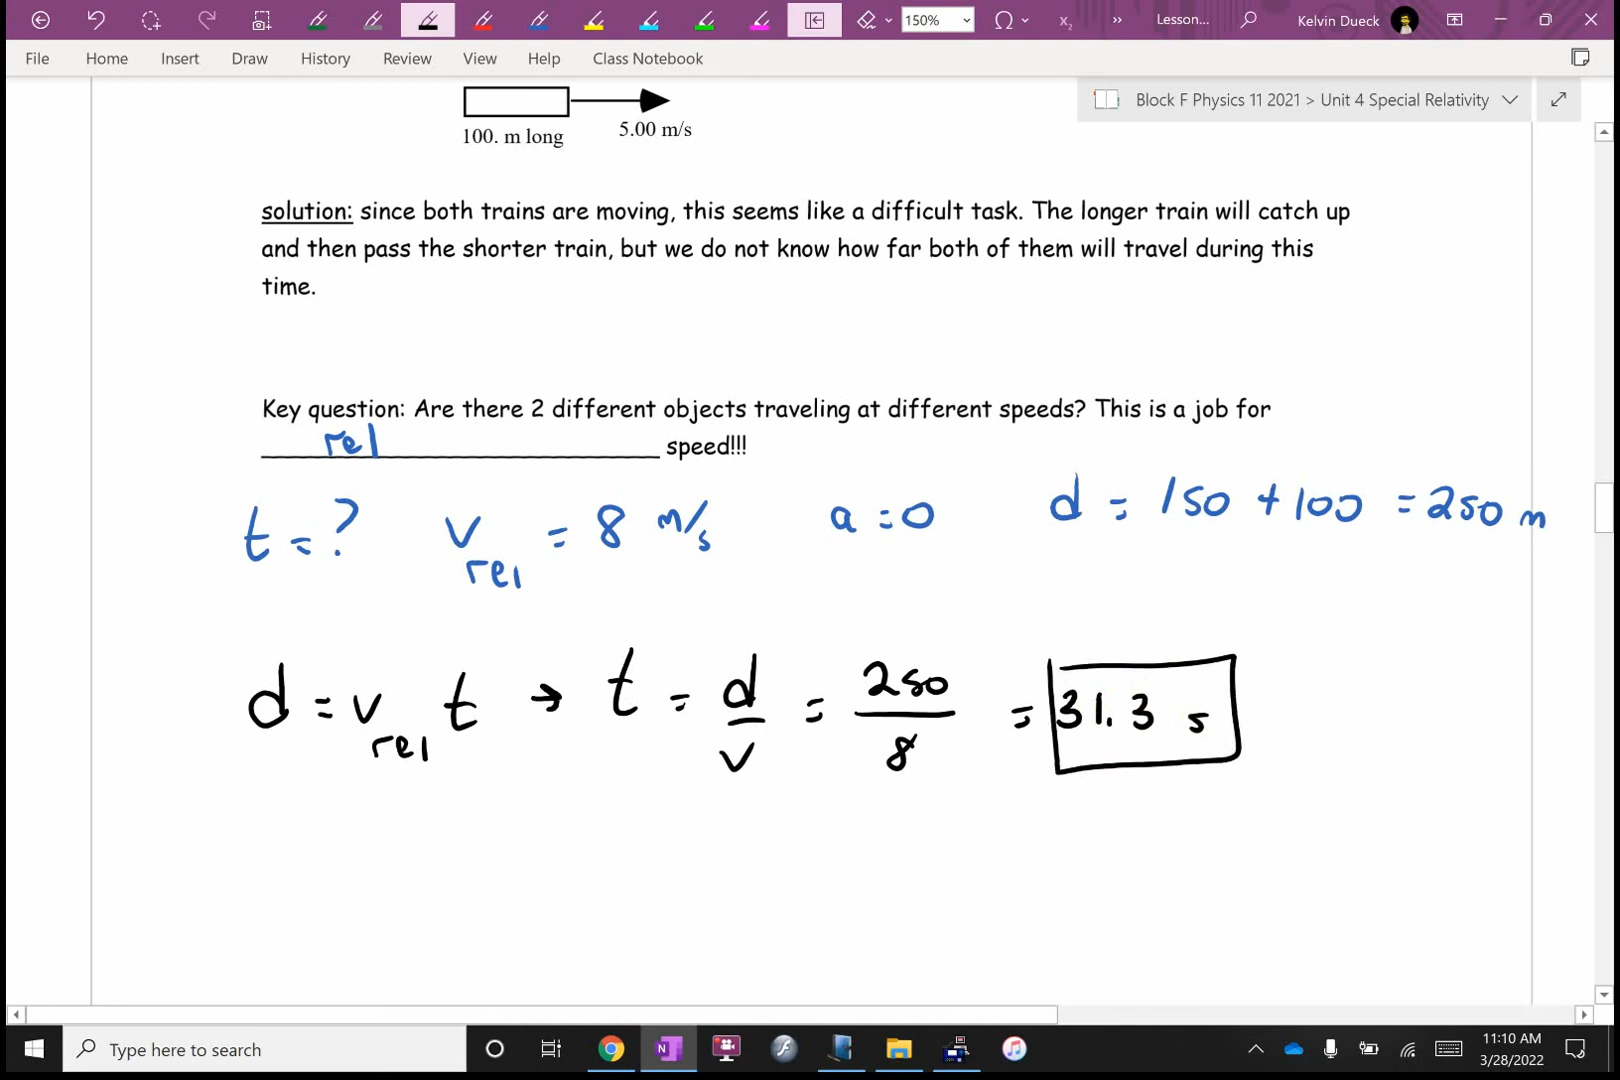 150%
Lesson...
Kelvin Dueck
File Home Insert Draw History Review View Help Class Notebook
Block F Physics 11 2021 > Unit 4 Special Relativity
100. m long
5.00 m/s
solution: since both trains are moving, this seems like a difficult task. The longer train will catch up
and then pass the shorter train, but we do not know how far both of them will travel during this
time.
Key question: Are there 2 different objects traveling at different speeds? This is a job for
rel speed!!!
t = ? v rel = 8 m/s a = 0 d = 150 + 100 = 250 m
d = v rel t → t = d/v = 250/8 = 31.3 s
Type here to search
11:10 AM
3/28/2022